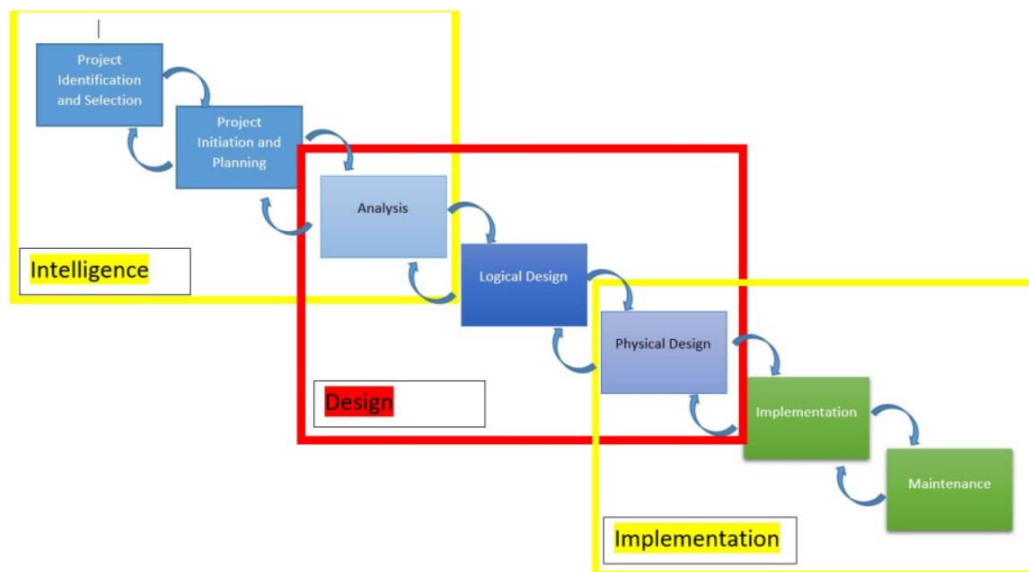 Project
Identification
and Selection
Project
Initiation and
Planning
Analysis
Intelligence
Logical Design
Physical Design
Design
Implementation
Maintenance
Implementation